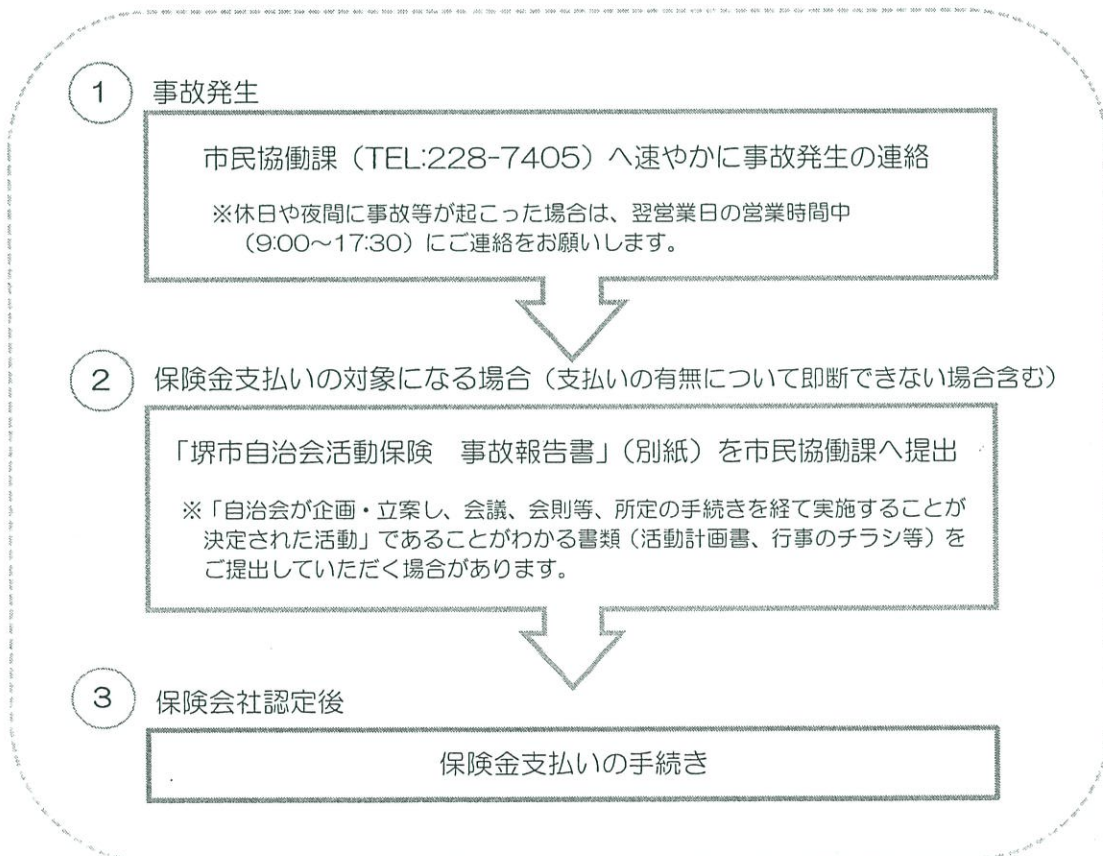 1 事故発生
市民協働課（TEL:228-7405）へ速やかに事故発生の連絡
※休日や夜間に事故等が起こった場合は、翌営業日の営業時間中
（9:00～17:30）にご連絡をお願いします。
2 保険金支払いの対象になる場合（支払いの有無について即断できない場合含む）
「堺市自治会活動保険　事故報告書」（別紙）を市民協働課へ提出
※「自治会が企画・立案し、会議、会則等、所定の手続きを経て実施することが
決定された活動」であることがわかる書類（活動計画書、行事のチラシ等）を
ご提出していただく場合があります。
3 保険会社認定後
保険金支払いの手続き